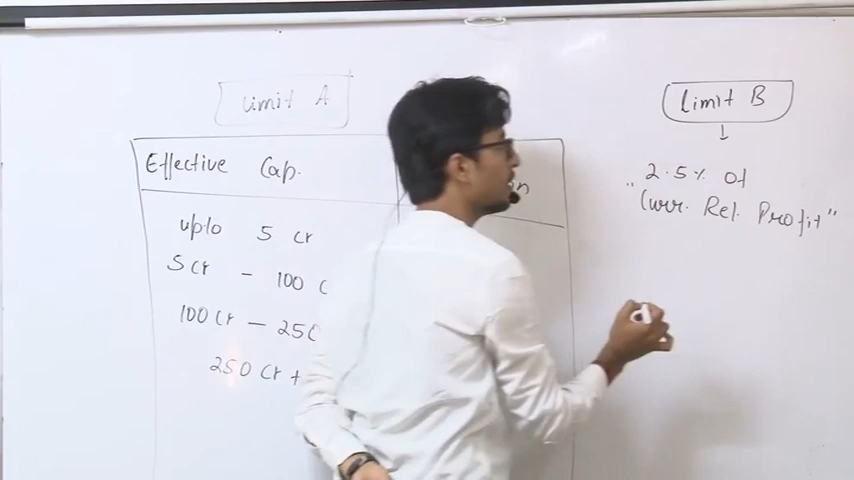 Limit A
Effective Cap.
upto 5 Cr
5 Cr - 100 C
100 Cr - 250
250 Cr +
Limit B
"2.5% of
Curr. Rel. Profit"